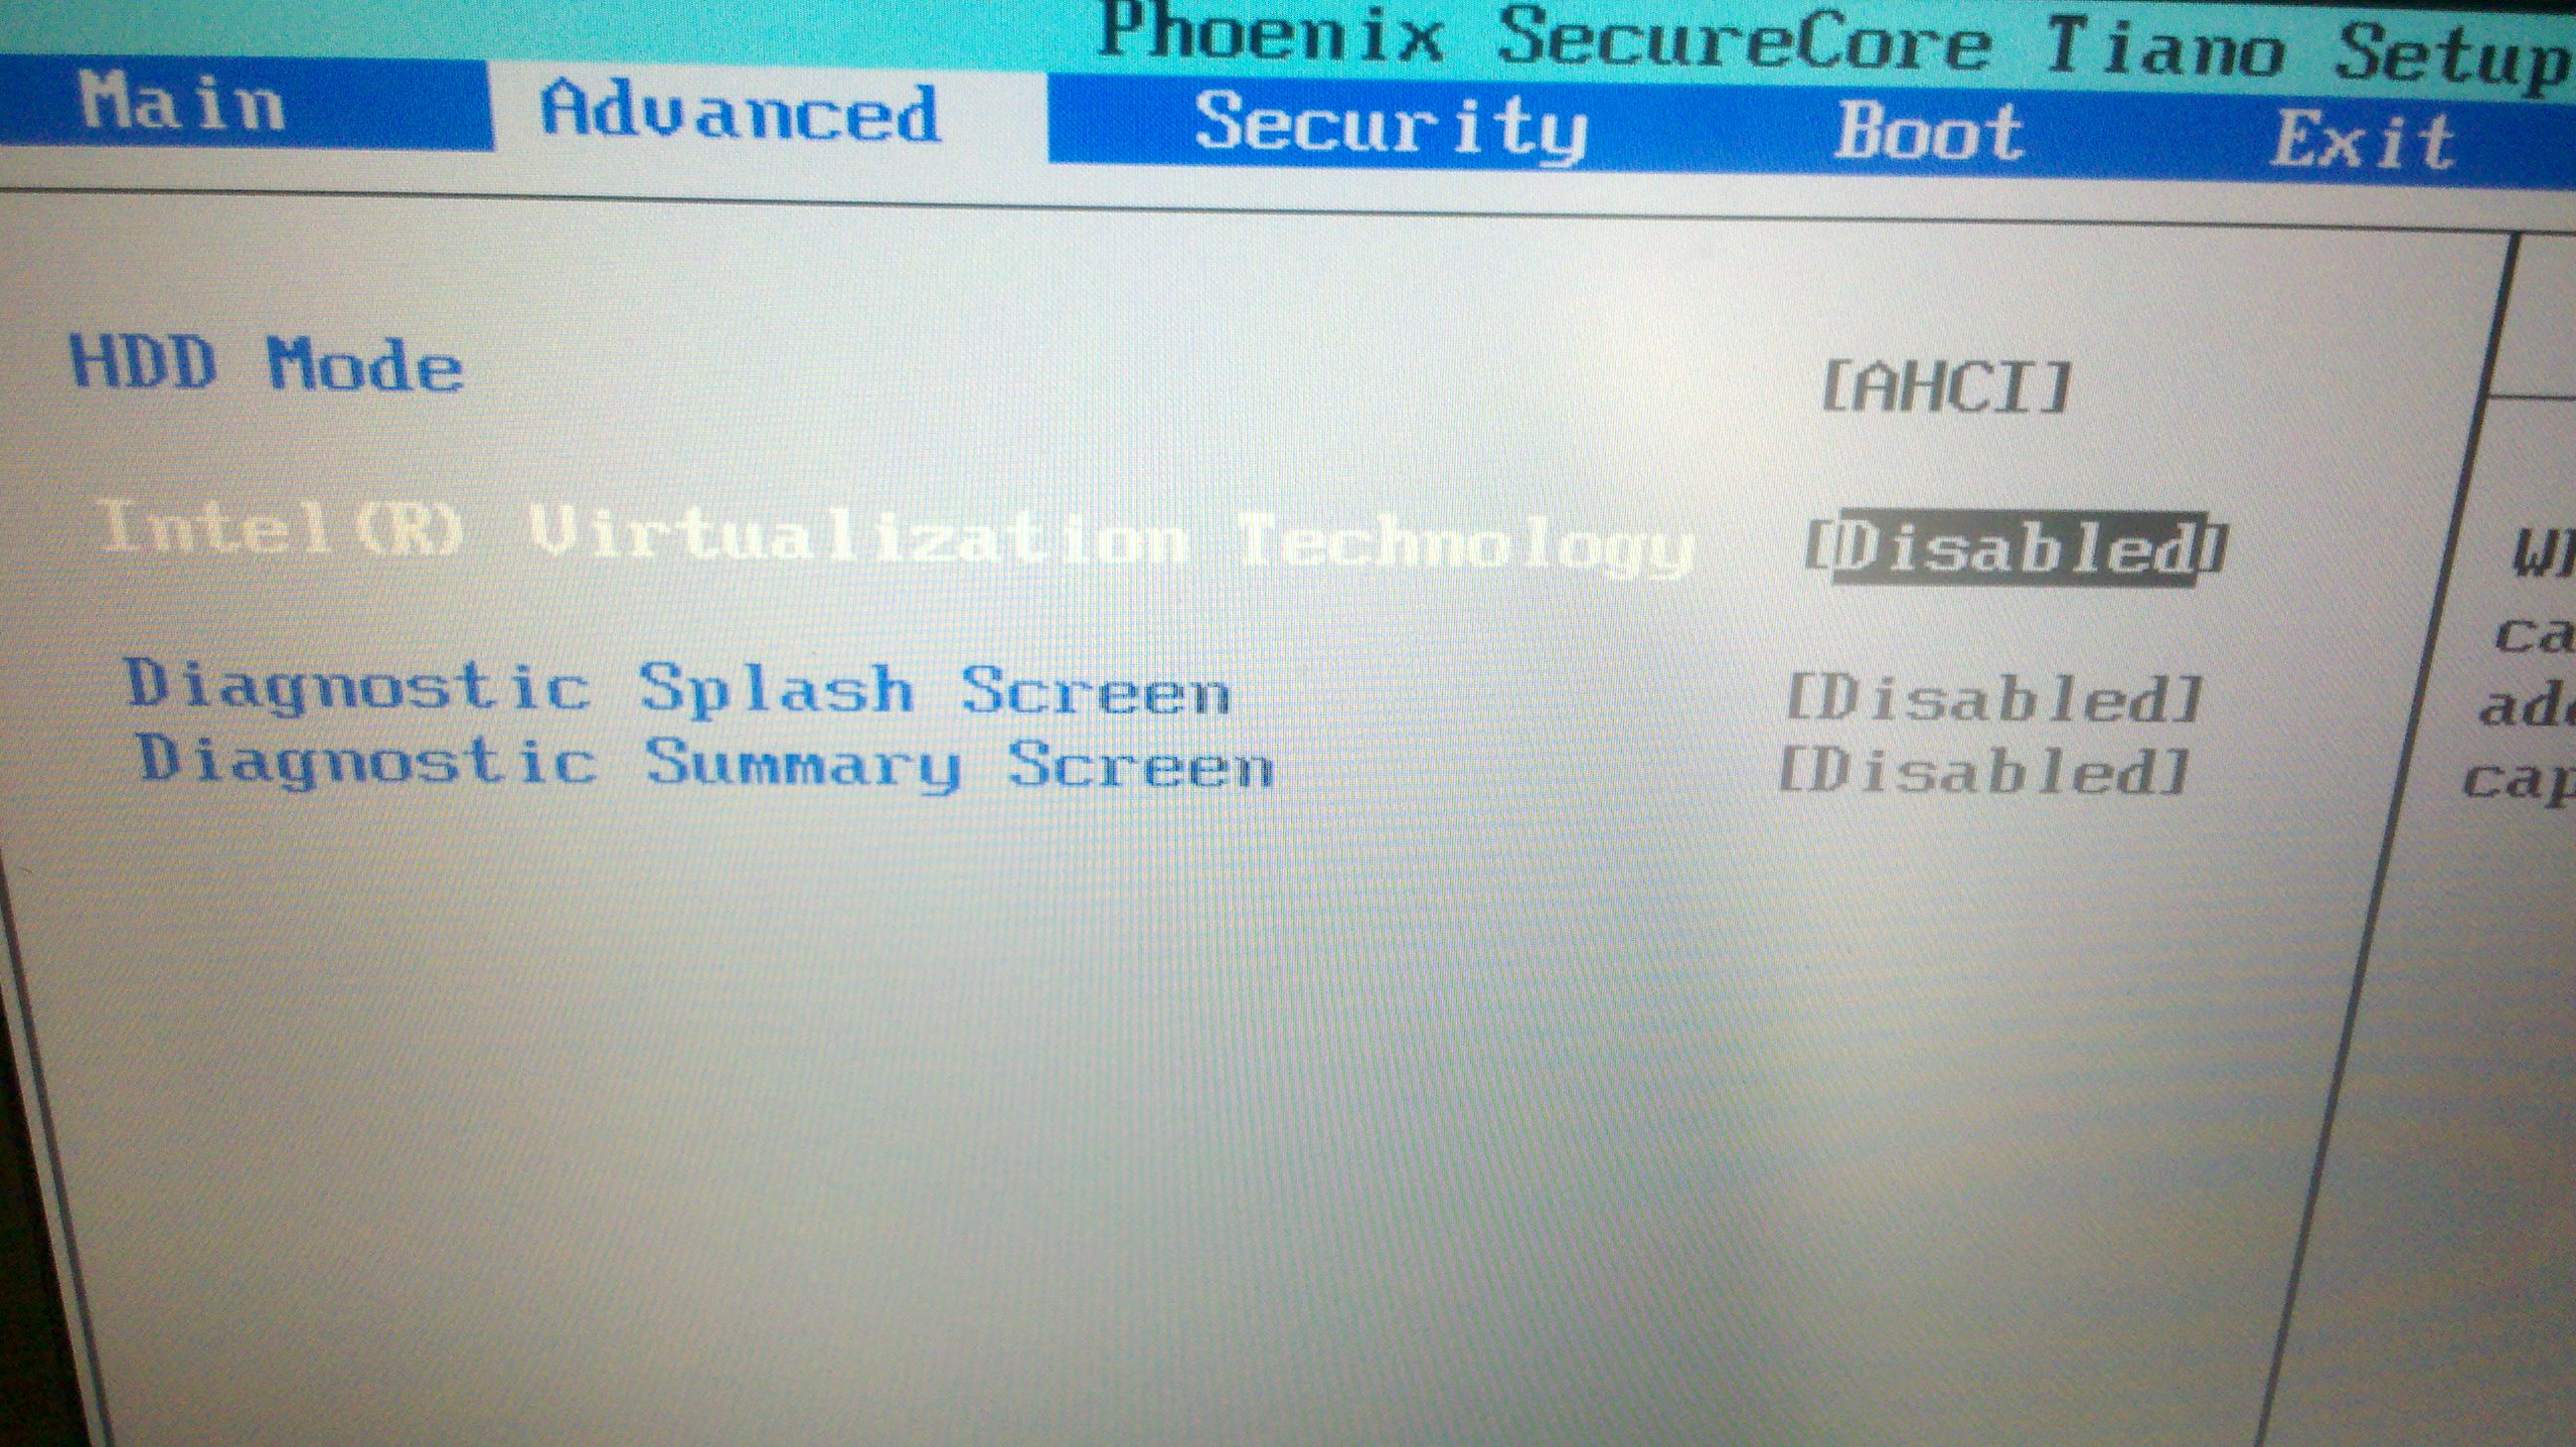 Phoenix SecureCore Tiano Setup
Main Advanced Security Boot Exit
HDD Mode [AHCI]
Intel(R) Virtualization Technology [Disabled]
Diagnostic Splash Screen [Disabled]
Diagnostic Summary Screen [Disabled]